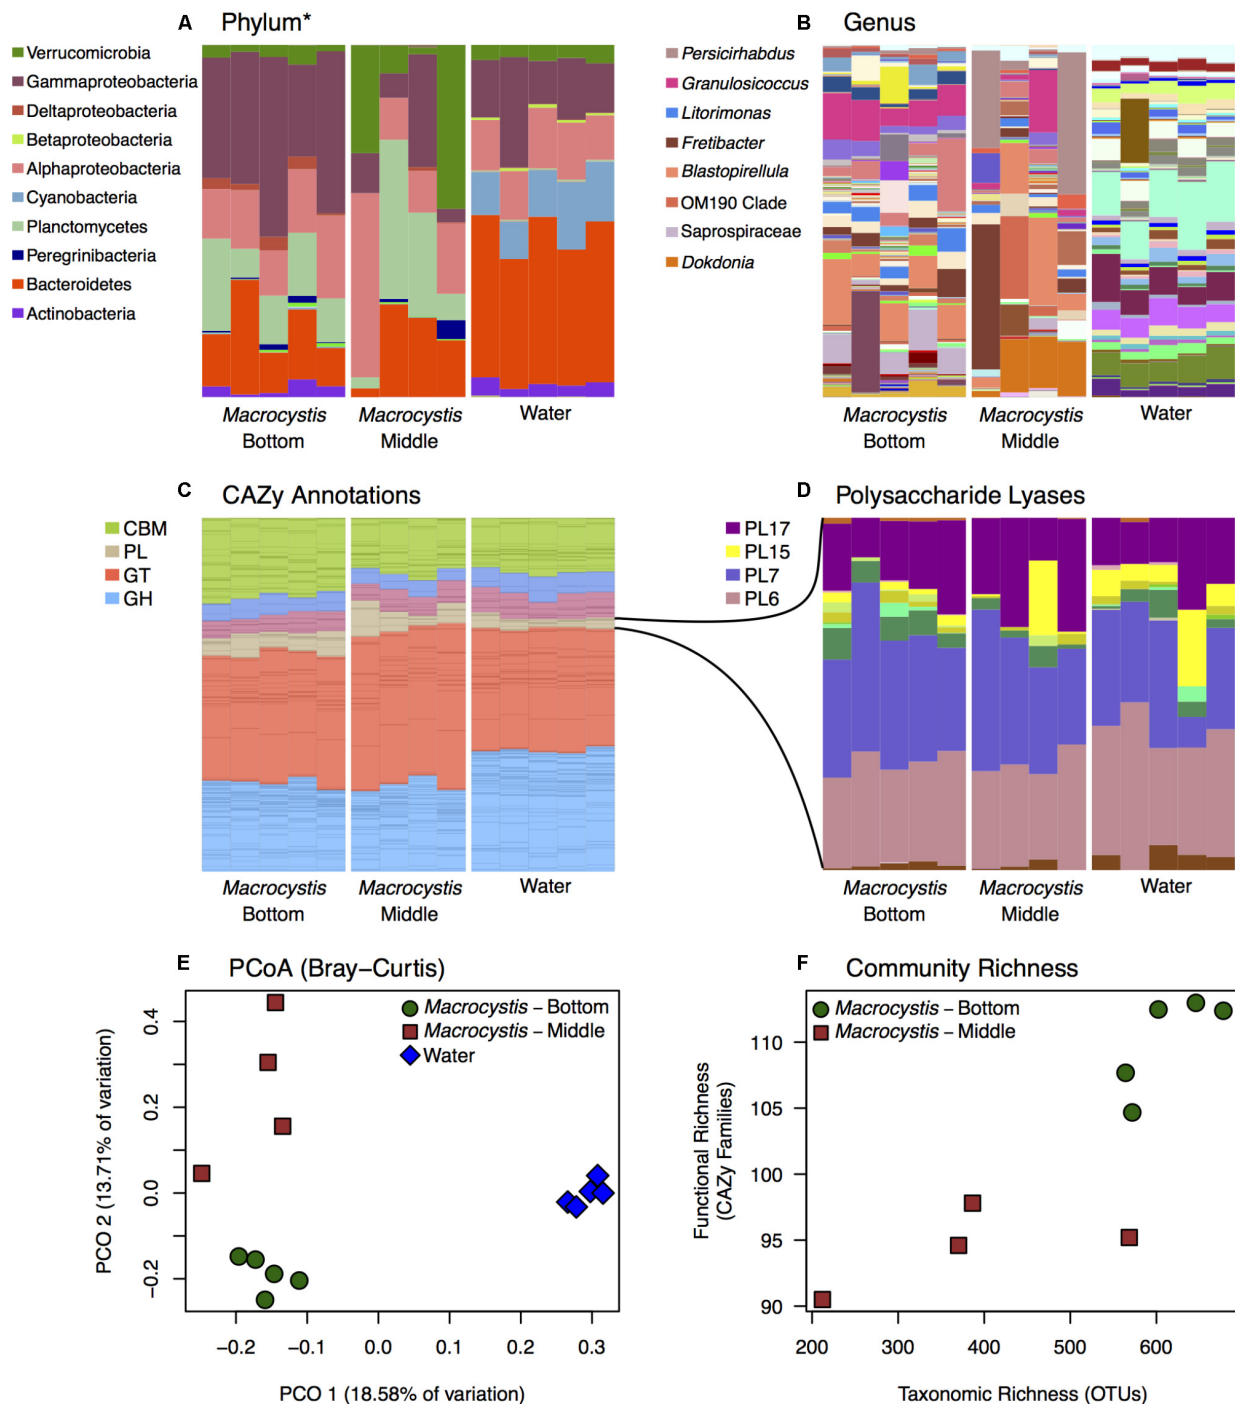 A Phylum*
Verrucomicrobia
Gammaproteobacteria
Deltaproteobacteria
Betaproteobacteria
Alphaproteobacteria
Cyanobacteria
Planctomycetes
Peregrinibacteria
Bacteroidetes
Actinobacteria
Macrocystis
Bottom
Macrocystis
Middle
Water
B Genus
Persicirhabdus
Granulosicoccus
Litorimonas
Fretibacter
Blastopirellula
OM190 Clade
Saprospiraceae
Dokdonia
Macrocystis
Bottom
Macrocystis
Middle
Water
C CAZy Annotations
CBM
PL
GT
GH
Macrocystis
Bottom
Macrocystis
Middle
Water
D Polysaccharide Lyases
PL17
PL15
PL7
PL6
Macrocystis
Bottom
Macrocystis
Middle
Water
E PCoA (Bray−Curtis)
Macrocystis − Bottom
Macrocystis − Middle
Water
PCO 2 (13.71% of variation)
0.4
0.2
0.0
−0.2
−0.2 −0.1 0.0 0.1 0.2 0.3
PCO 1 (18.58% of variation)
F Community Richness
Macrocystis − Bottom
Macrocystis − Middle
Functional Richness
(CAZy Families)
110
105
100
95
90
200 300 400 500 600
Taxonomic Richness (OTUs)